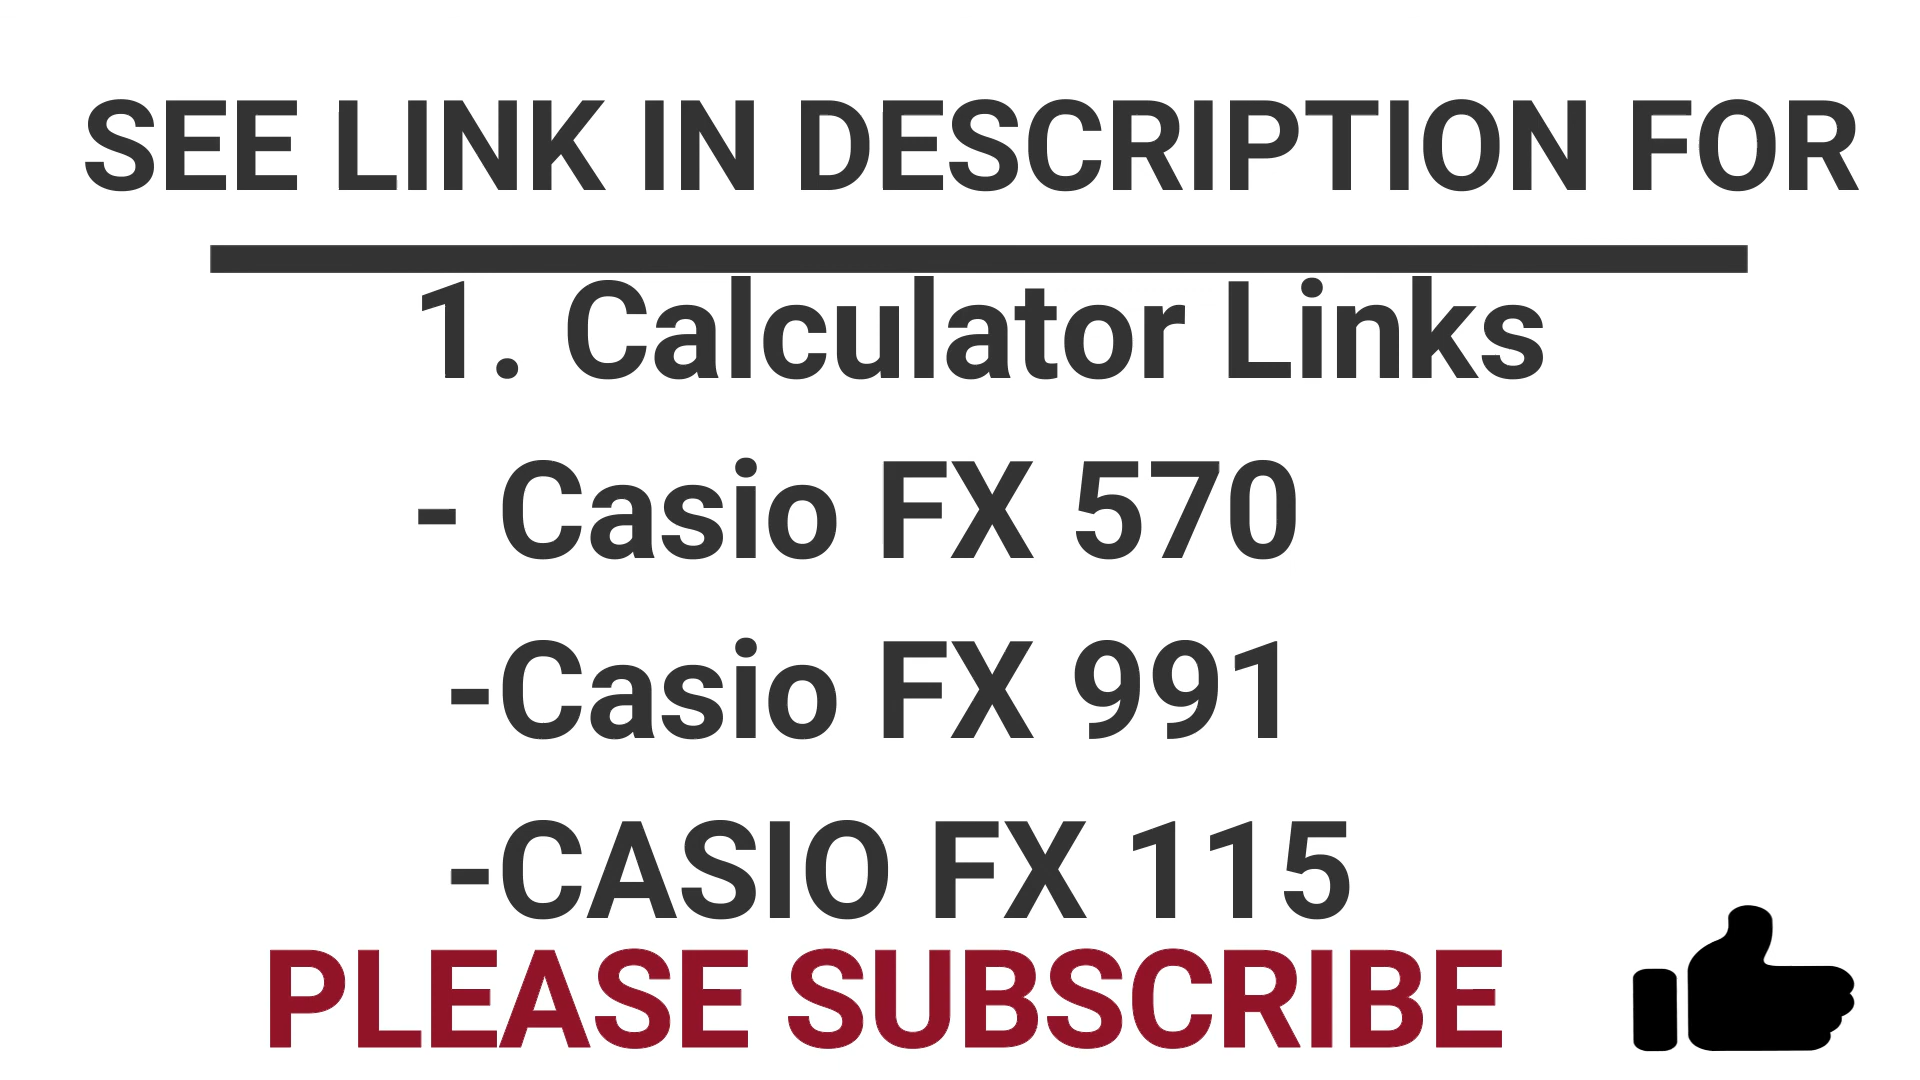 SEE LINK IN DESCRIPTION FOR
1. Calculator Links
- Casio FX 570
-Casio FX 991
-CASIO FX 115
PLEASE SUBSCRIBE